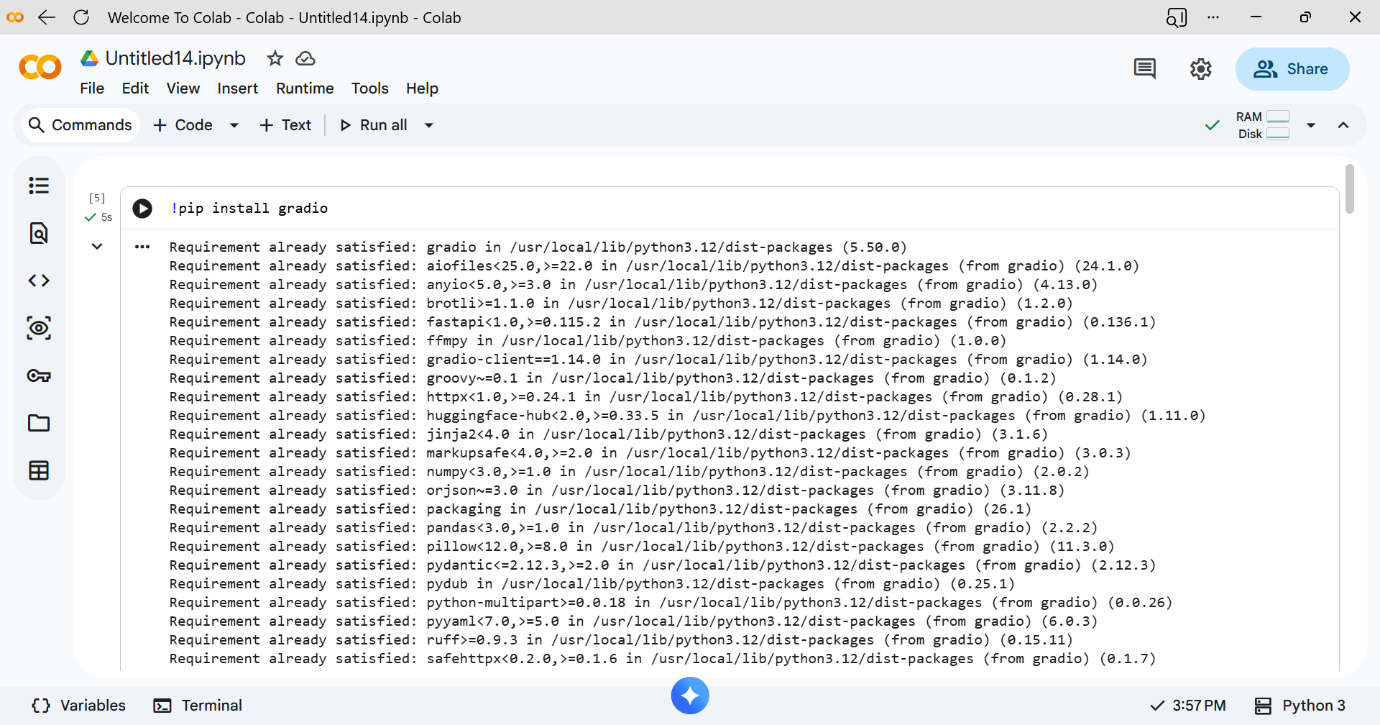 Welcome To Colab - Colab - Untitled14.ipynb - Colab
Untitled14.ipynb
File Edit View Insert Runtime Tools Help
Share
Commands + Code + Text Run all
RAM
Disk
[5]
5s
!pip install gradio
Requirement already satisfied: gradio in /usr/local/lib/python3.12/dist-packages (5.50.0)
Requirement already satisfied: aiofiles<25.0,>=22.0 in /usr/local/lib/python3.12/dist-packages (from gradio) (24.1.0)
Requirement already satisfied: anyio<5.0,>=3.0 in /usr/local/lib/python3.12/dist-packages (from gradio) (4.13.0)
Requirement already satisfied: brotli>=1.1.0 in /usr/local/lib/python3.12/dist-packages (from gradio) (1.2.0)
Requirement already satisfied: fastapi<1.0,>=0.115.2 in /usr/local/lib/python3.12/dist-packages (from gradio) (0.136.1)
Requirement already satisfied: ffmpy in /usr/local/lib/python3.12/dist-packages (from gradio) (1.0.0)
Requirement already satisfied: gradio-client==1.14.0 in /usr/local/lib/python3.12/dist-packages (from gradio) (1.14.0)
Requirement already satisfied: groovy~=0.1 in /usr/local/lib/python3.12/dist-packages (from gradio) (0.1.2)
Requirement already satisfied: httpx<1.0,>=0.24.1 in /usr/local/lib/python3.12/dist-packages (from gradio) (0.28.1)
Requirement already satisfied: huggingface-hub<2.0,>=0.33.5 in /usr/local/lib/python3.12/dist-packages (from gradio) (1.11.0)
Requirement already satisfied: jinja2<4.0 in /usr/local/lib/python3.12/dist-packages (from gradio) (3.1.6)
Requirement already satisfied: markupsafe<4.0,>=2.0 in /usr/local/lib/python3.12/dist-packages (from gradio) (3.0.3)
Requirement already satisfied: numpy<3.0,>=1.0 in /usr/local/lib/python3.12/dist-packages (from gradio) (2.0.2)
Requirement already satisfied: orjson~=3.0 in /usr/local/lib/python3.12/dist-packages (from gradio) (3.11.8)
Requirement already satisfied: packaging in /usr/local/lib/python3.12/dist-packages (from gradio) (26.1)
Requirement already satisfied: pandas<3.0,>=1.0 in /usr/local/lib/python3.12/dist-packages (from gradio) (2.2.2)
Requirement already satisfied: pillow<12.0,>=8.0 in /usr/local/lib/python3.12/dist-packages (from gradio) (11.3.0)
Requirement already satisfied: pydantic<=2.12.3,>=2.0 in /usr/local/lib/python3.12/dist-packages (from gradio) (2.12.3)
Requirement already satisfied: pydub in /usr/local/lib/python3.12/dist-packages (from gradio) (0.25.1)
Requirement already satisfied: python-multipart>=0.0.18 in /usr/local/lib/python3.12/dist-packages (from gradio) (0.0.26)
Requirement already satisfied: pyyaml<7.0,>=5.0 in /usr/local/lib/python3.12/dist-packages (from gradio) (6.0.3)
Requirement already satisfied: ruff>=0.9.3 in /usr/local/lib/python3.12/dist-packages (from gradio) (0.15.11)
Requirement already satisfied: safehttpx<0.2.0,>=0.1.6 in /usr/local/lib/python3.12/dist-packages (from gradio) (0.1.7)
Variables Terminal 3:57 PM Python 3